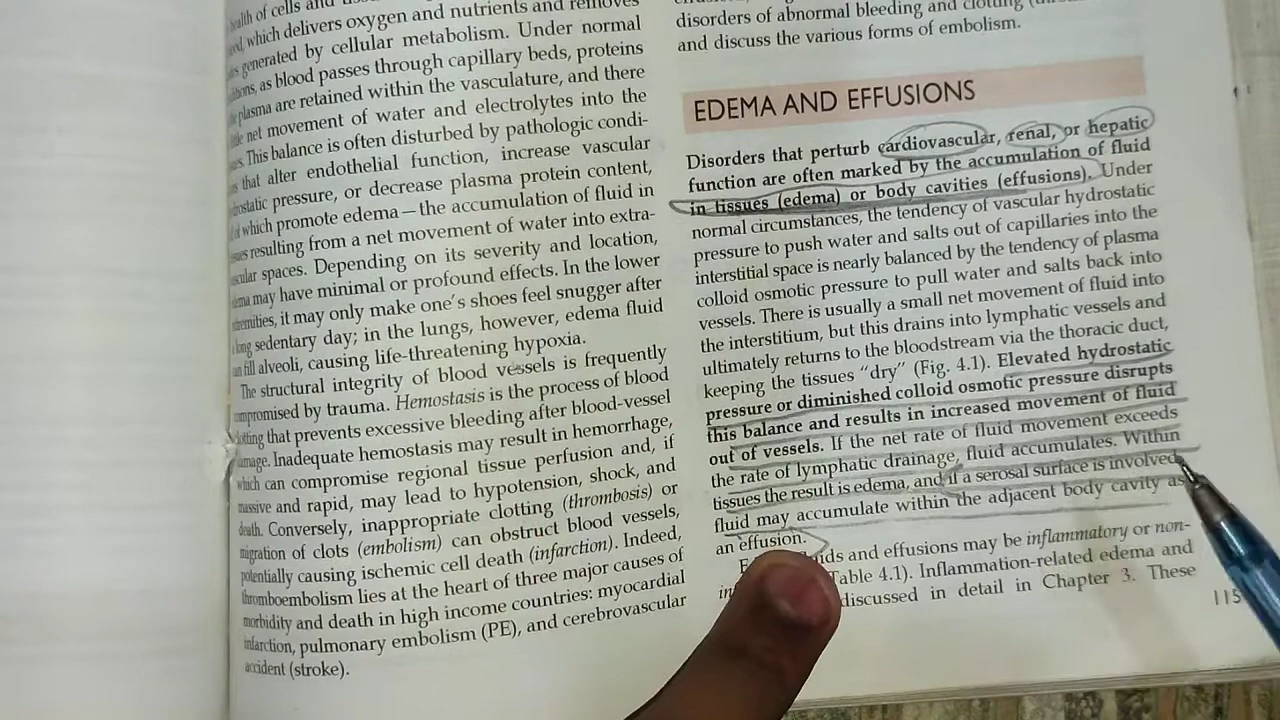 health of cells and
which delivers oxygen and nutrients and removes
generated by cellular metabolism. Under normal
as blood passes through capillary beds, proteins
plasma are retained within the vasculature, and there
net movement of water and electrolytes into the
This balance is often disturbed by pathologic condi-
that alter endothelial function, increase vascular
pressure, or decrease plasma protein content,
of which promote edema—the accumulation of fluid in
resulting from a net movement of water into extra-
spaces. Depending on its severity and location,
may have minimal or profound effects. In the lower
extremities, it may only make one's shoes feel snugger after
long sedentary day; in the lungs, however, edema fluid
fill alveoli, causing life-threatening hypoxia.
The structural integrity of blood vessels is frequently
compromised by trauma. Hemostasis is the process of blood
clotting that prevents excessive bleeding after blood-vessel
damage. Inadequate hemostasis may result in hemorrhage,
which can compromise regional tissue perfusion and, if
massive and rapid, may lead to hypotension, shock, and
death. Conversely, inappropriate clotting (thrombosis) or
migration of clots (embolism) can obstruct blood vessels,
potentially causing ischemic cell death (infarction). Indeed,
thromboembolism lies at the heart of three major causes of
morbidity and death in high income countries: myocardial
infarction, pulmonary embolism (PE), and cerebrovascular
accident (stroke).
disorders of abnormal bleeding and clotting
and discuss the various forms of embolism.
EDEMA AND EFFUSIONS
Disorders that perturb cardiovascular, renal, or hepatic
function are often marked by the accumulation of fluid
in tissues (edema) or body cavities (effusions). Under
normal circumstances, the tendency of vascular hydrostatic
pressure to push water and salts out of capillaries into the
interstitial space is nearly balanced by the tendency of plasma
colloid osmotic pressure to pull water and salts back into
vessels. There is usually a small net movement of fluid into
the interstitium, but this drains into lymphatic vessels and
ultimately returns to the bloodstream via the thoracic duct,
keeping the tissues “dry” (Fig. 4.1). Elevated hydrostatic
pressure or diminished colloid osmotic pressure disrupts
this balance and results in increased movement of fluid
out of vessels. If the net rate of fluid movement exceeds
the rate of lymphatic drainage, fluid accumulates. Within
tissues the result is edema, and if a serosal surface is involved,
fluid may accumulate within the adjacent body cavity as
an effusion.
and effusions may be inflammatory or non-
Table 4.1). Inflammation-related edema and
discussed in detail in Chapter 3. These
115